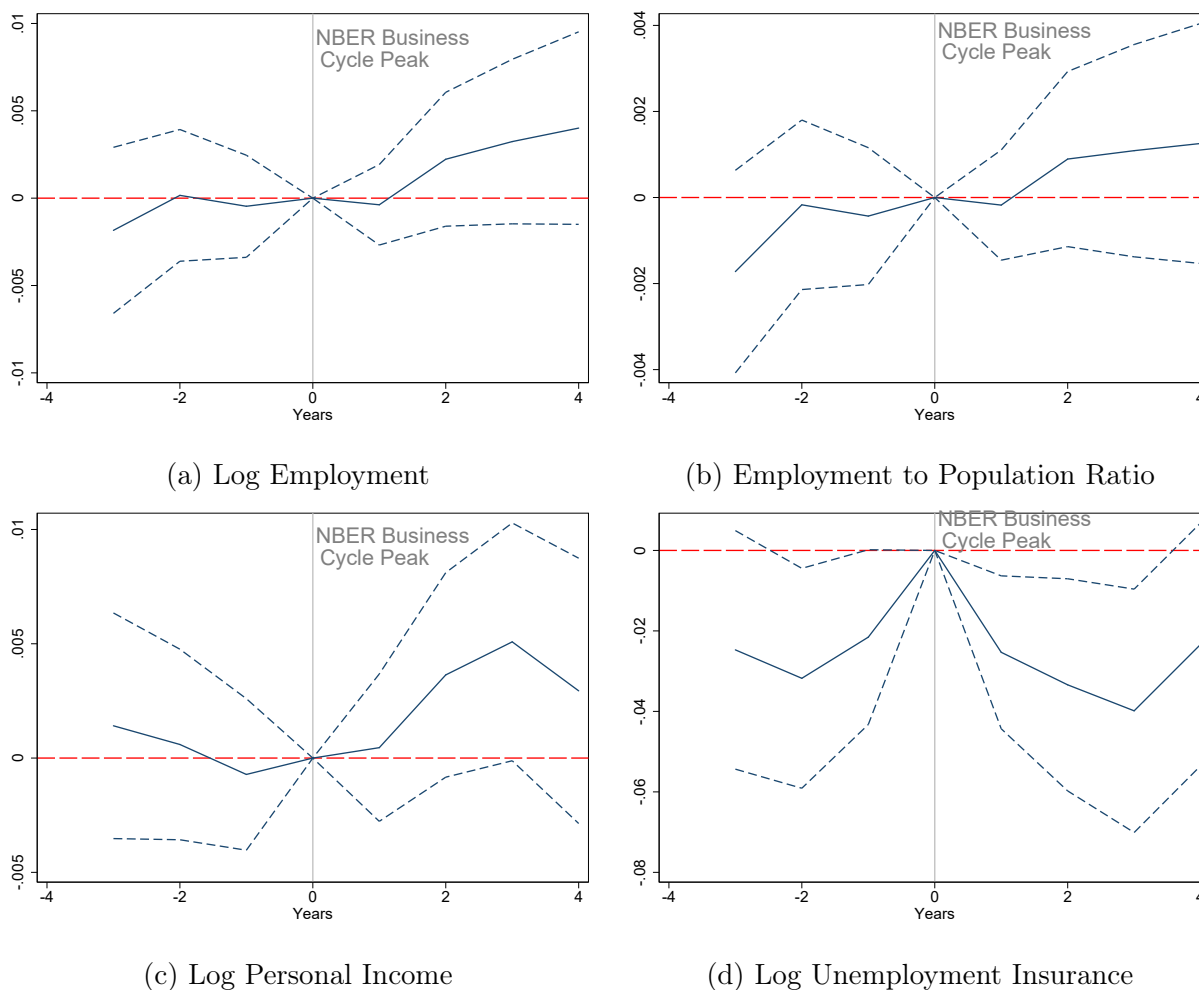 .01
.005
0
-.005
-.01
NBER Business
Cycle Peak
-4 -2 0 2 4
Years
(a) Log Employment
.004
.002
0
-.002
-.004
NBER Business
Cycle Peak
-4 -2 0 2 4
Years
(b) Employment to Population Ratio
.01
.005
0
-.005
NBER Business
Cycle Peak
-4 -2 0 2 4
Years
(c) Log Personal Income
0
-.02
-.04
-.06
-.08
NBER Business
Cycle Peak
-4 -2 0 2 4
Years
(d) Log Unemployment Insurance